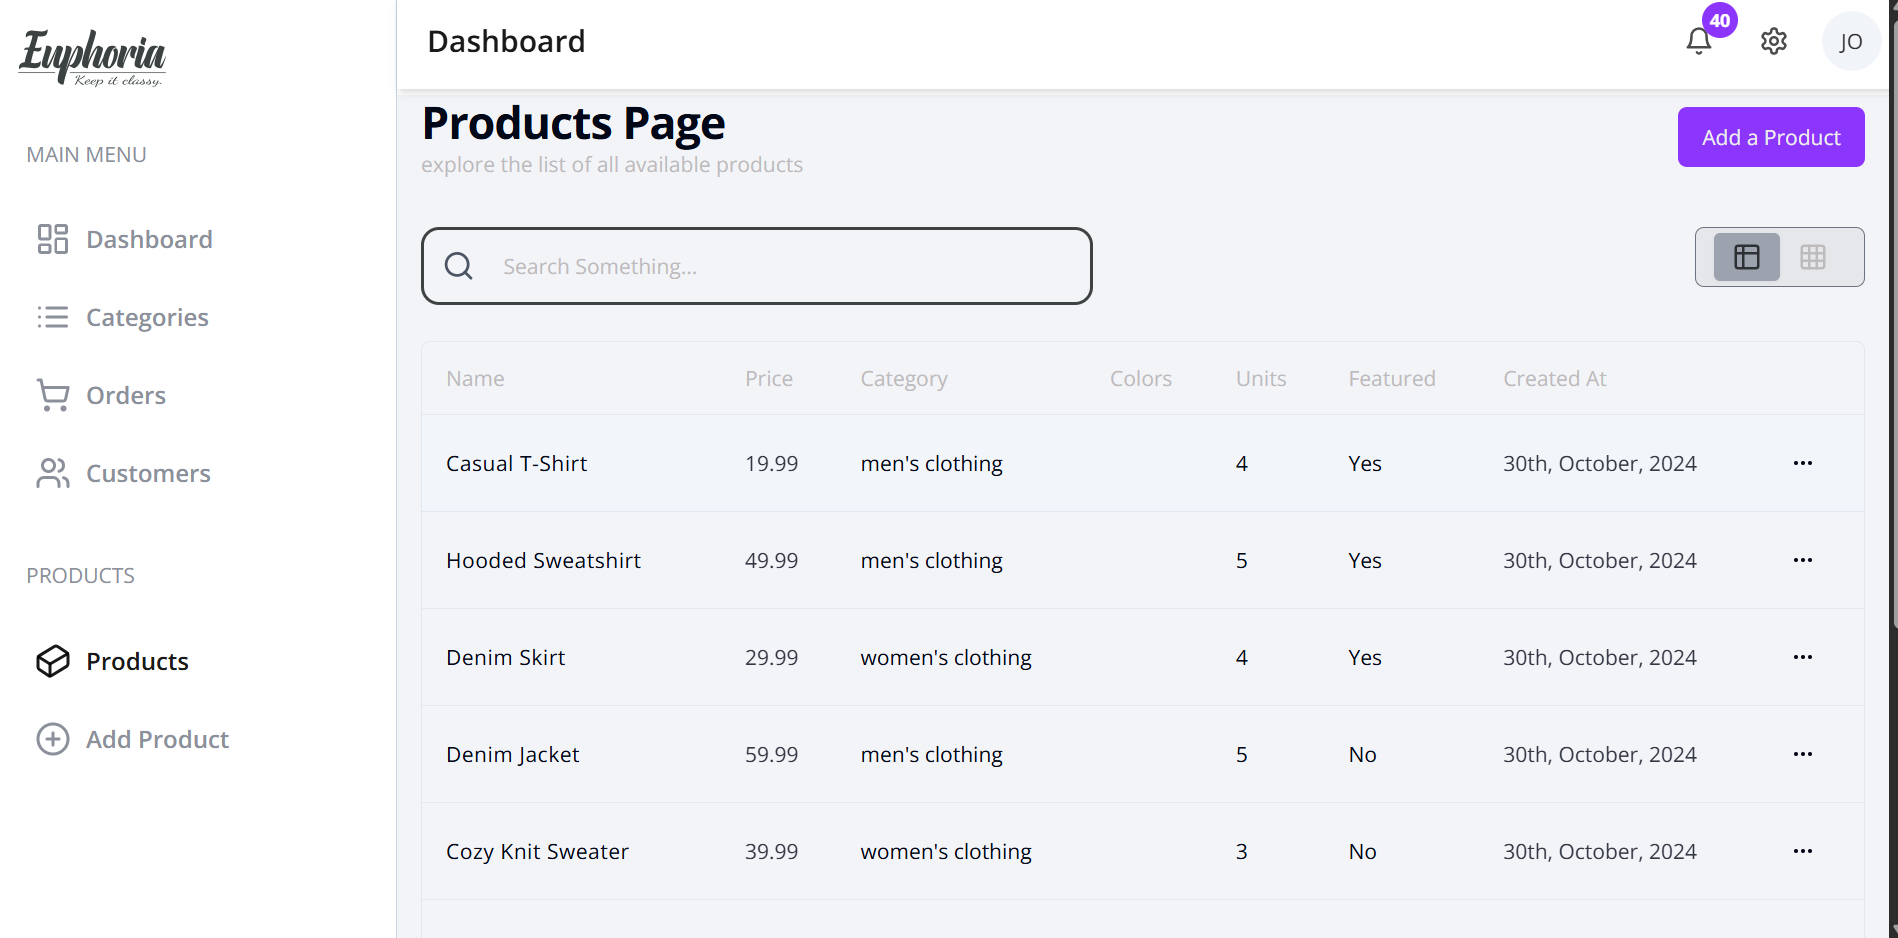 Euphoria
Keep it classy.
MAIN MENU
Dashboard
Categories
Orders
Customers
PRODUCTS
Products
Add Product
Dashboard
40
JO
Products Page
explore the list of all available products
Add a Product
Search Something...
Name Price Category Colors Units Featured Created At
Casual T-Shirt 19.99 men's clothing 4 Yes 30th, October, 2024
Hooded Sweatshirt 49.99 men's clothing 5 Yes 30th, October, 2024
Denim Skirt 29.99 women's clothing 4 Yes 30th, October, 2024
Denim Jacket 59.99 men's clothing 5 No 30th, October, 2024
Cozy Knit Sweater 39.99 women's clothing 3 No 30th, October, 2024